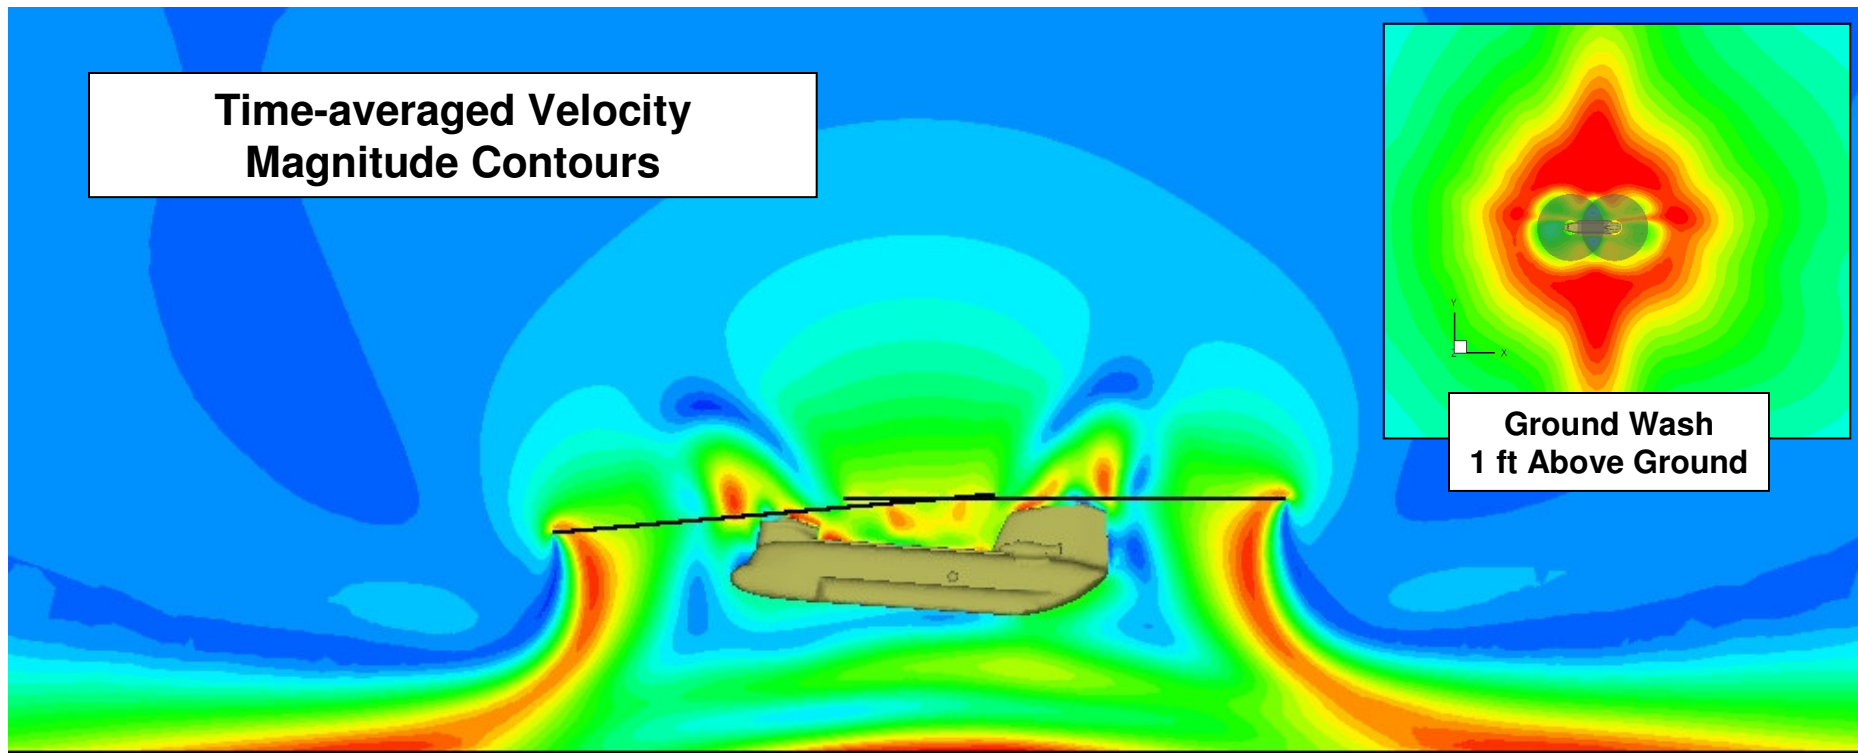 Time-averaged Velocity
Magnitude Contours
Y
Z
X
Ground Wash
1 ft Above Ground